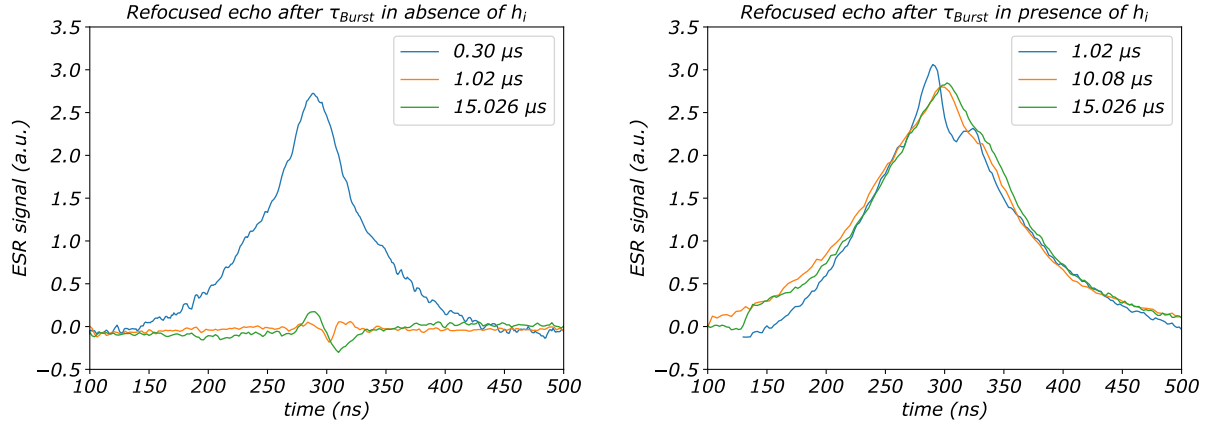 Refocused echo after τBurst in absence of hi
ESR signal (a.u.)
3.5
3.0
2.5
2.0
1.5
1.0
0.5
0.0
−0.5
0.30 μs
1.02 μs
15.026 μs
100 150 200 250 300 350 400 450 500
time (ns)
Refocused echo after τBurst in presence of hi
ESR signal (a.u.)
3.5
3.0
2.5
2.0
1.5
1.0
0.5
0.0
−0.5
1.02 μs
10.08 μs
15.026 μs
100 150 200 250 300 350 400 450 500
time (ns)